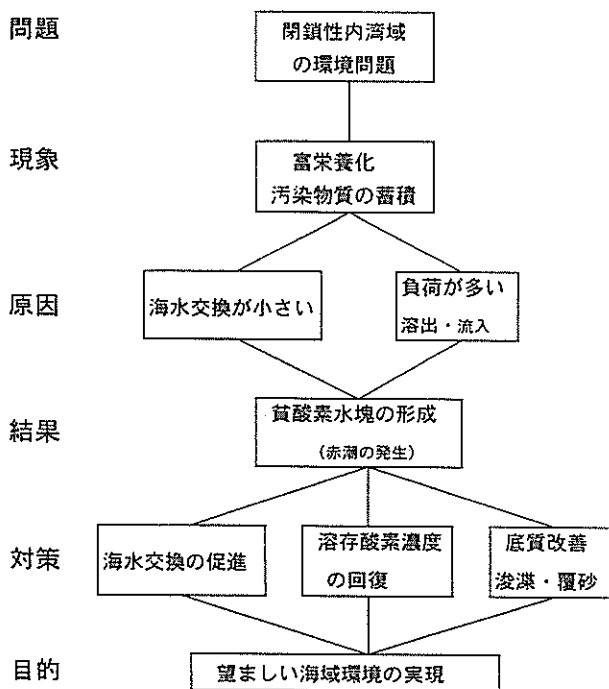 問題
閉鎖性内湾域
の環境問題
現象
富栄養化
汚染物質の蓄積
原因
海水交換が小さい
負荷が多い
溶出・流入
結果
貧酸素水塊の形成
(赤潮の発生)
対策
海水交換の促進
溶存酸素濃度
の回復
底質改善
浚渫・覆砂
目的
望ましい海域環境の実現